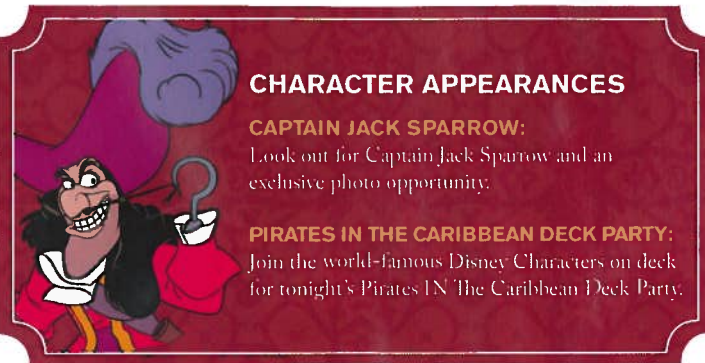 CHARACTER APPEARANCES
CAPTAIN JACK SPARROW:
Look out for Captain Jack Sparrow and an
exclusive photo opportunity.
PIRATES IN THE CARIBBEAN DECK PARTY:
Join the world-famous Disney Characters on deck
for tonight's Pirates IN The Caribbean Deck Party.